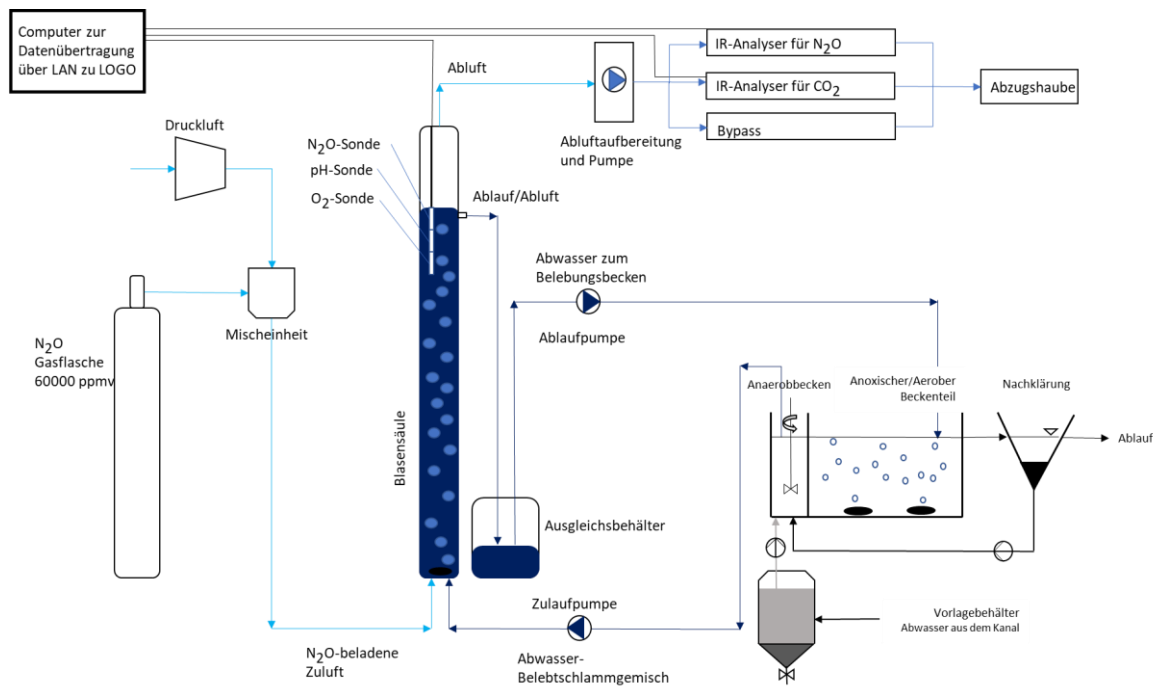 Computer zur
Datenübertragung
über LAN zu LOGO
Abluft
IR-Analyser für N2O
IR-Analyser für CO2
Bypass
Abzugshaube
Abluftaufbereitung
und Pumpe
Druckluft
N2O-Sonde
pH-Sonde
O2-Sonde
Ablauf/Abluft
Mischeinheit
N2O
Gasflasche
60000 ppmv
Blasensäule
Abwasser zum
Belebungsbecken
Ablaufpumpe
Anaerobbecken
Anoxischer/Aerober
Beckenteil
Nachklärung
Ablauf
Ausgleichsbehälter
Zulaufpumpe
Abwasser-
Belebtschlammgemisch
N2O-beladene
Zuluft
Vorlagebehälter
Abwasser aus dem Kanal